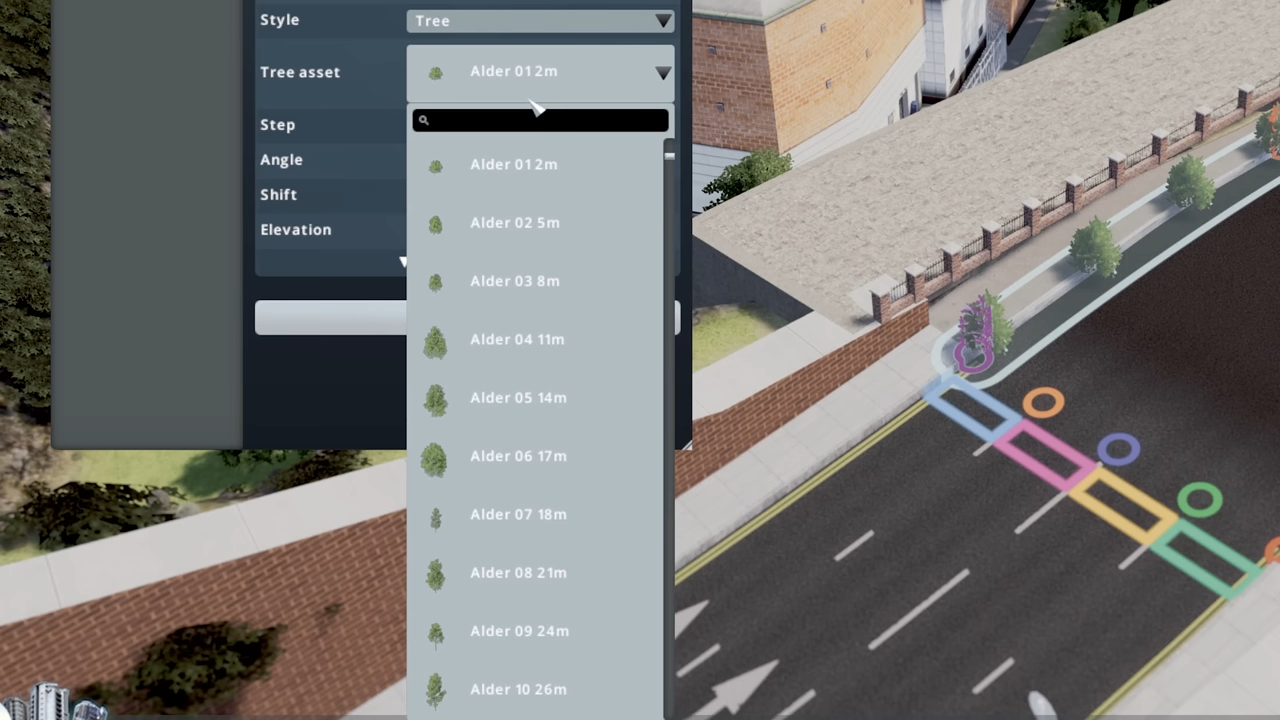 Style
Tree
Tree asset
Alder 01 2m
Step
Angle
Shift
Elevation
Alder 01 2m
Alder 02 5m
Alder 03 8m
Alder 04 11m
Alder 05 14m
Alder 06 17m
Alder 07 18m
Alder 08 21m
Alder 09 24m
Alder 10 26m